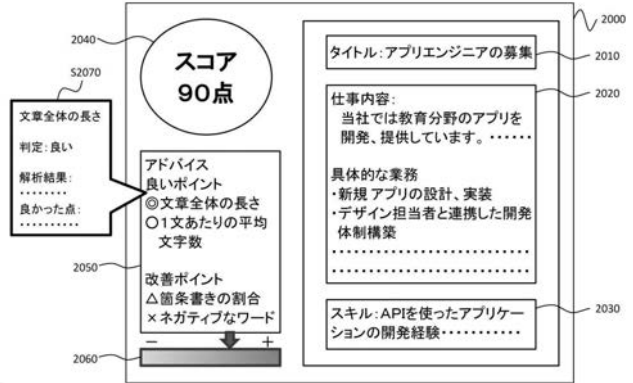 2000
2040
スコア
90点
タイトル:アプリエンジニアの募集
2010
S2070
文章全体の長さ
判定:良い
解析結果:
・・・・・・・・
良かった点:
・・・・・・・・・・
仕事内容:
当社では教育分野のアプリを
開発、提供しています。・・・・・・
2020
具体的な業務
・新規 アプリの設計、実装
・デザイン担当者と連携した開発
体制構築
・・・・・・・・・・・・・・・・・・・・・・・・・
・・・・・・・・・・・・・・・・・・・・・・・・・
アドバイス
良いポイント
◎文章全体の長さ
○1文あたりの平均
文字数
2050
改善ポイント
△箇条書きの割合
×ネガティブなワード
スキル:APIを使ったアプリケー
ションの開発経験・・・・・・・・・・
2030
− +
2060